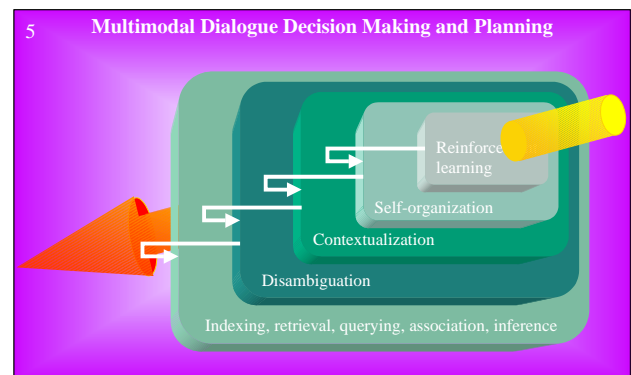 5
Multimodal Dialogue Decision Making and Planning
Reinforce
learning
Self-organization
Contextualization
Disambiguation
Indexing, retrieval, querying, association, inference